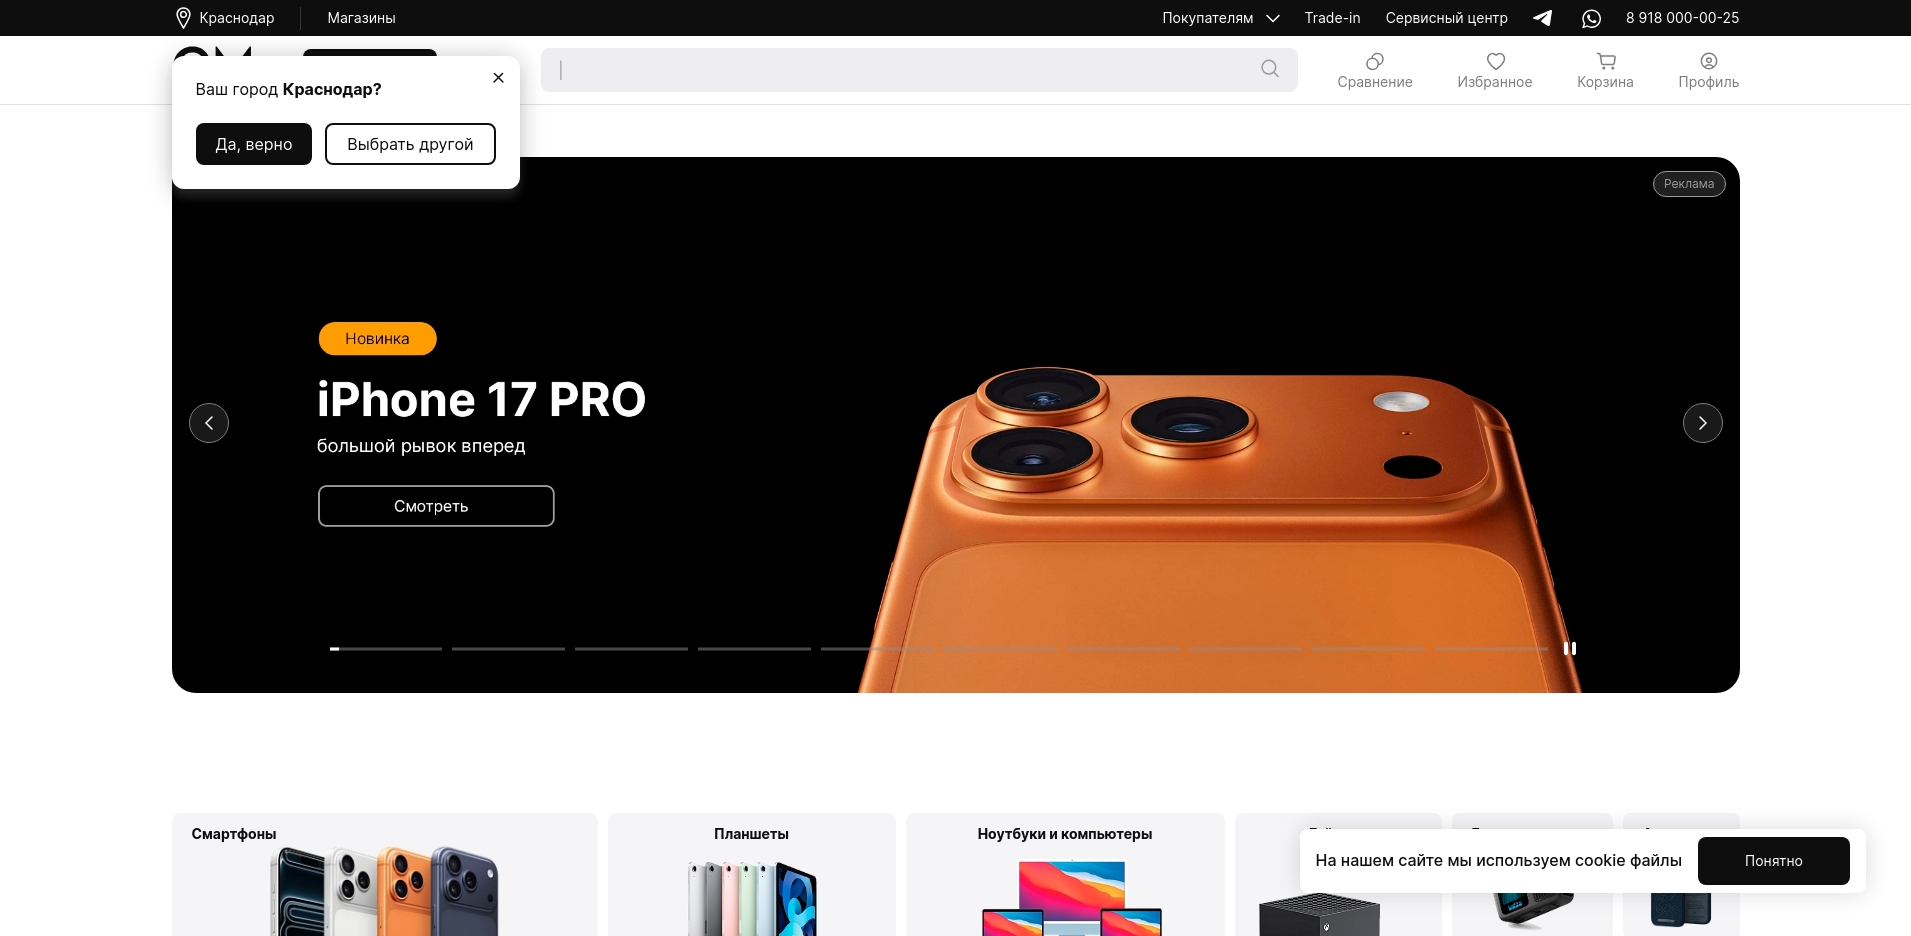 Краснодар
Магазины
Покупателям
Trade-in
Сервисный центр
8 918 000-00-25
Сравнение
Избранное
Корзина
Профиль
Ваш город Краснодар?
Да, верно
Выбрать другой
Реклама
Новинка
iPhone 17 PRO
большой рывок вперед
Смотреть
Смартфоны
Планшеты
Ноутбуки и компьютеры
На нашем сайте мы используем cookie файлы
Понятно